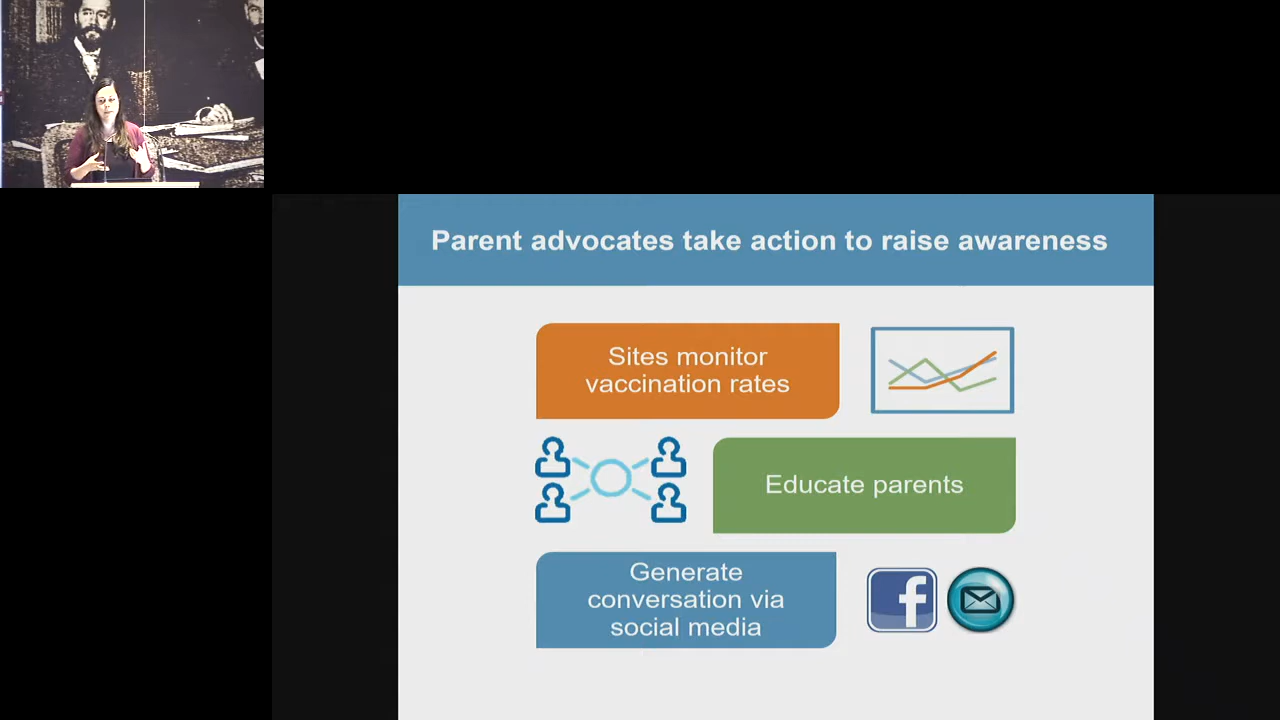 Parent advocates take action to raise awareness
Sites monitor
vaccination rates
Educate parents
Generate
conversation via
social media